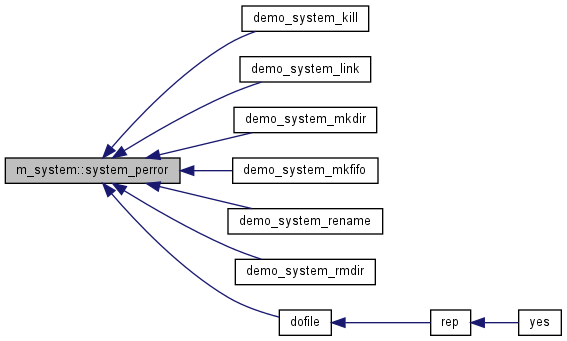 demo_system_kill
demo_system_link
demo_system_mkdir
m_system::system_perror
demo_system_mkfifo
demo_system_rename
demo_system_rmdir
dofile
rep
yes